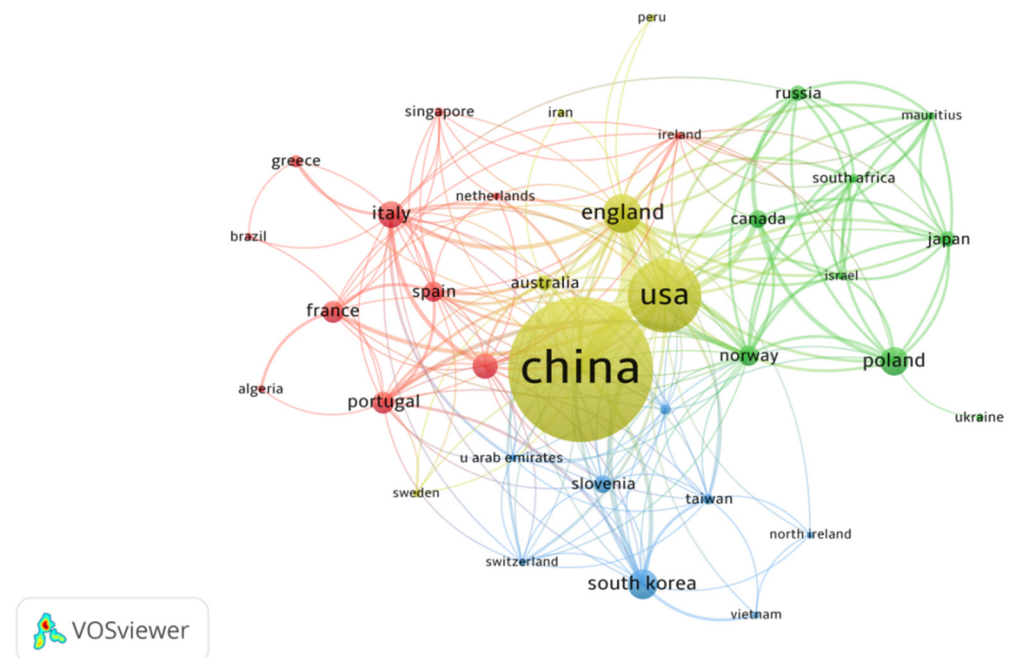 peru
russia
singapore
iran
mauritius
ireland
greece
south africa
netherlands
italy
england
canada
brazil
japan
israel
australia
spain
usa
france
norway
poland
china
algeria
portugal
ukraine
u arab emirates
slovenia
sweden
taiwan
north ireland
switzerland
south korea
vietnam
VOSviewer